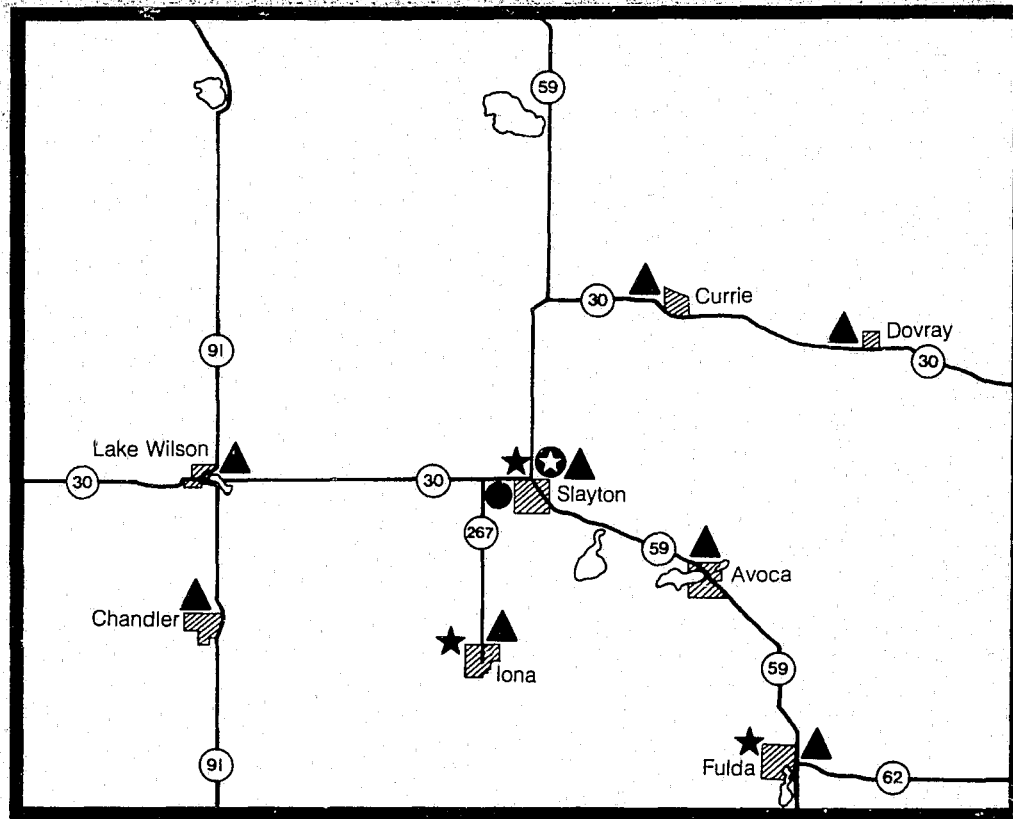 59
30
Currie
Dovray
91
30
Lake Wilson
30
30
Slayton
267
59
Avoca
Chandler
Iona
59
91
Fulda
62